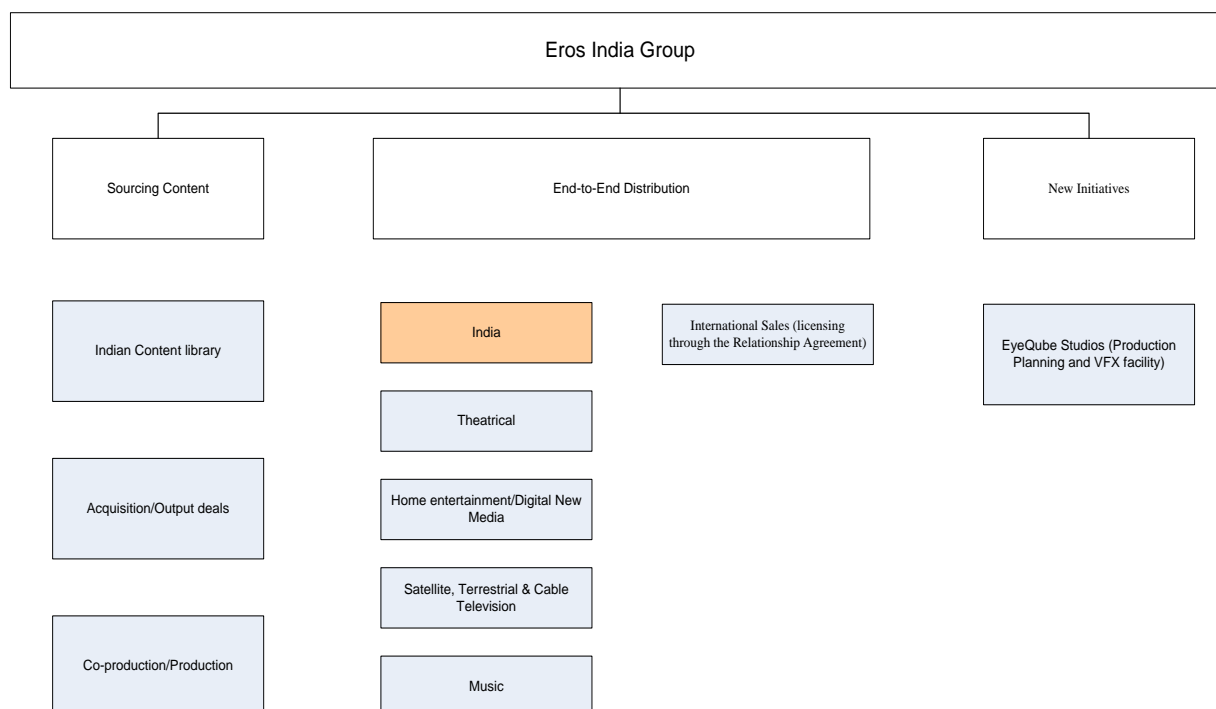 Eros India Group
Sourcing Content
End-to-End Distribution
New Initiatives
Indian Content library
India
International Sales (licensing
through the Relationship Agreement)
EyeQube Studios (Production
Planning and VFX facility)
Theatrical
Acquisition/Output deals
Home entertainment/Digital New
Media
Satellite, Terrestrial & Cable
Television
Co-production/Production
Music